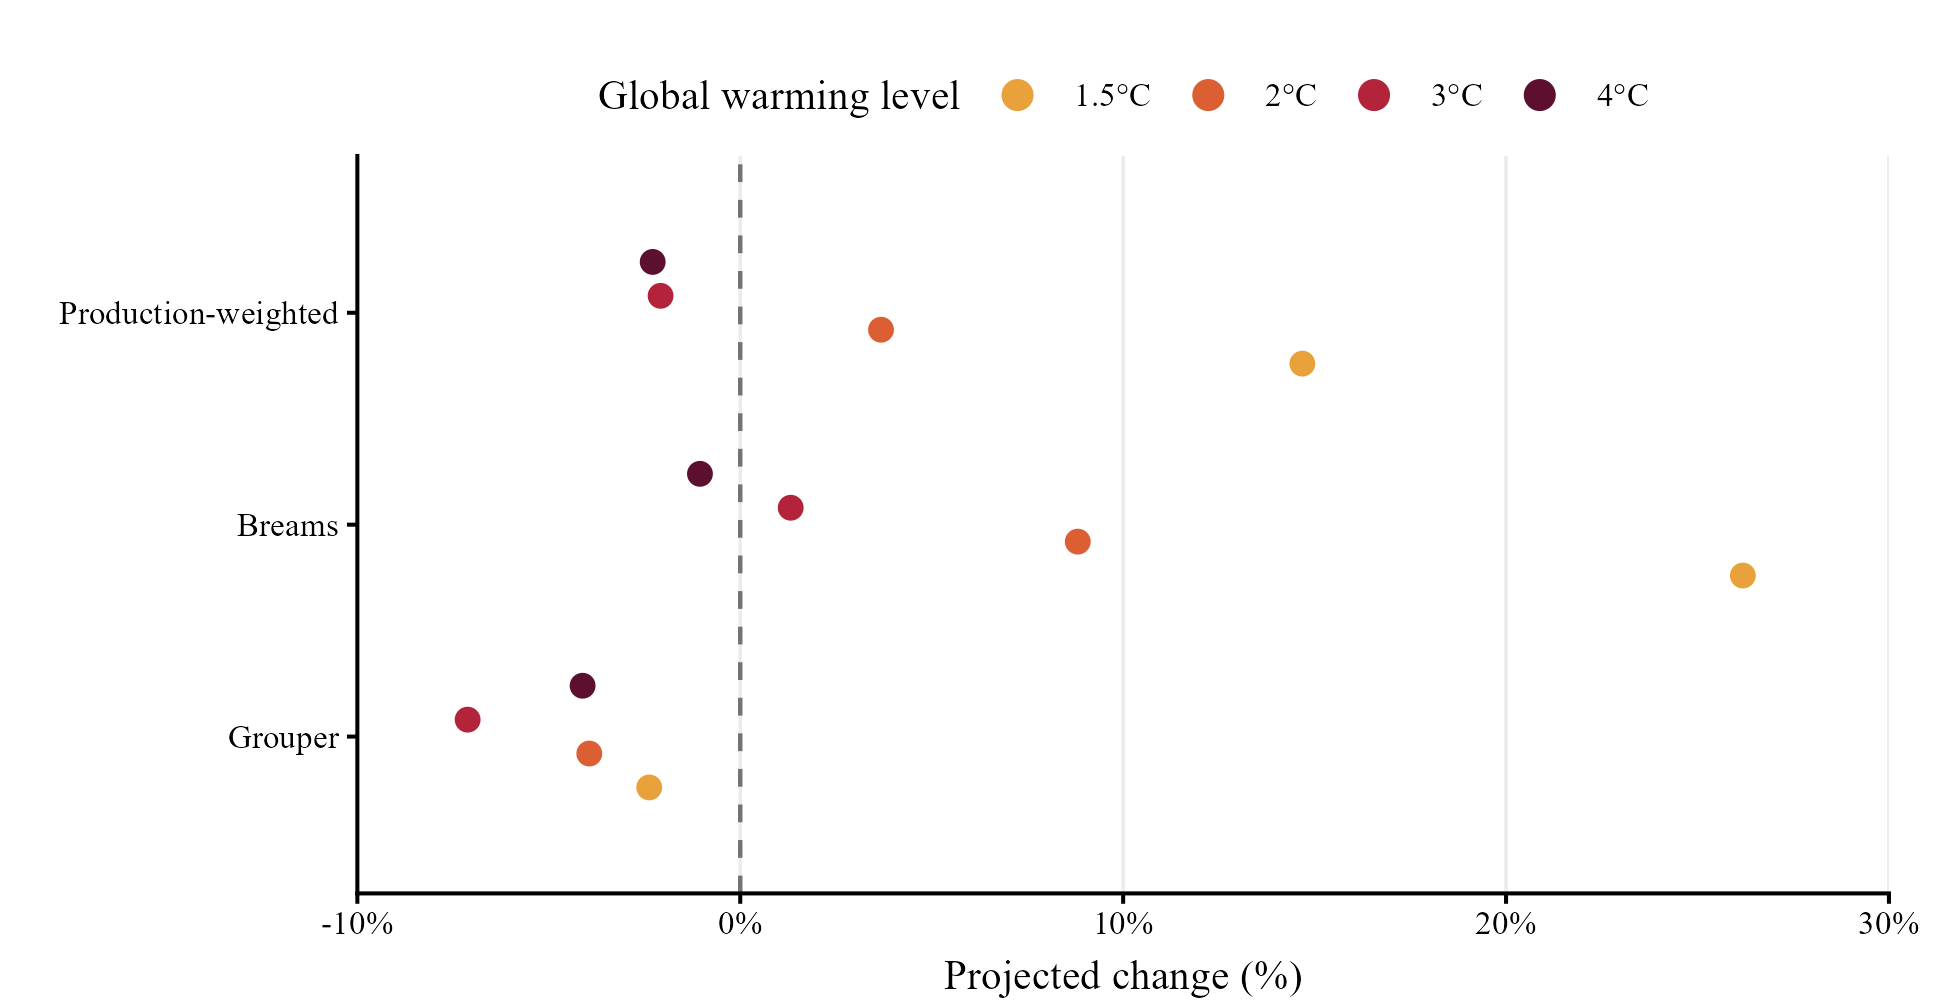 Global warming level 1.5°C 2°C 3°C 4°C
Production-weighted
Breams
Grouper
-10% 0% 10% 20% 30%
Projected change (%)